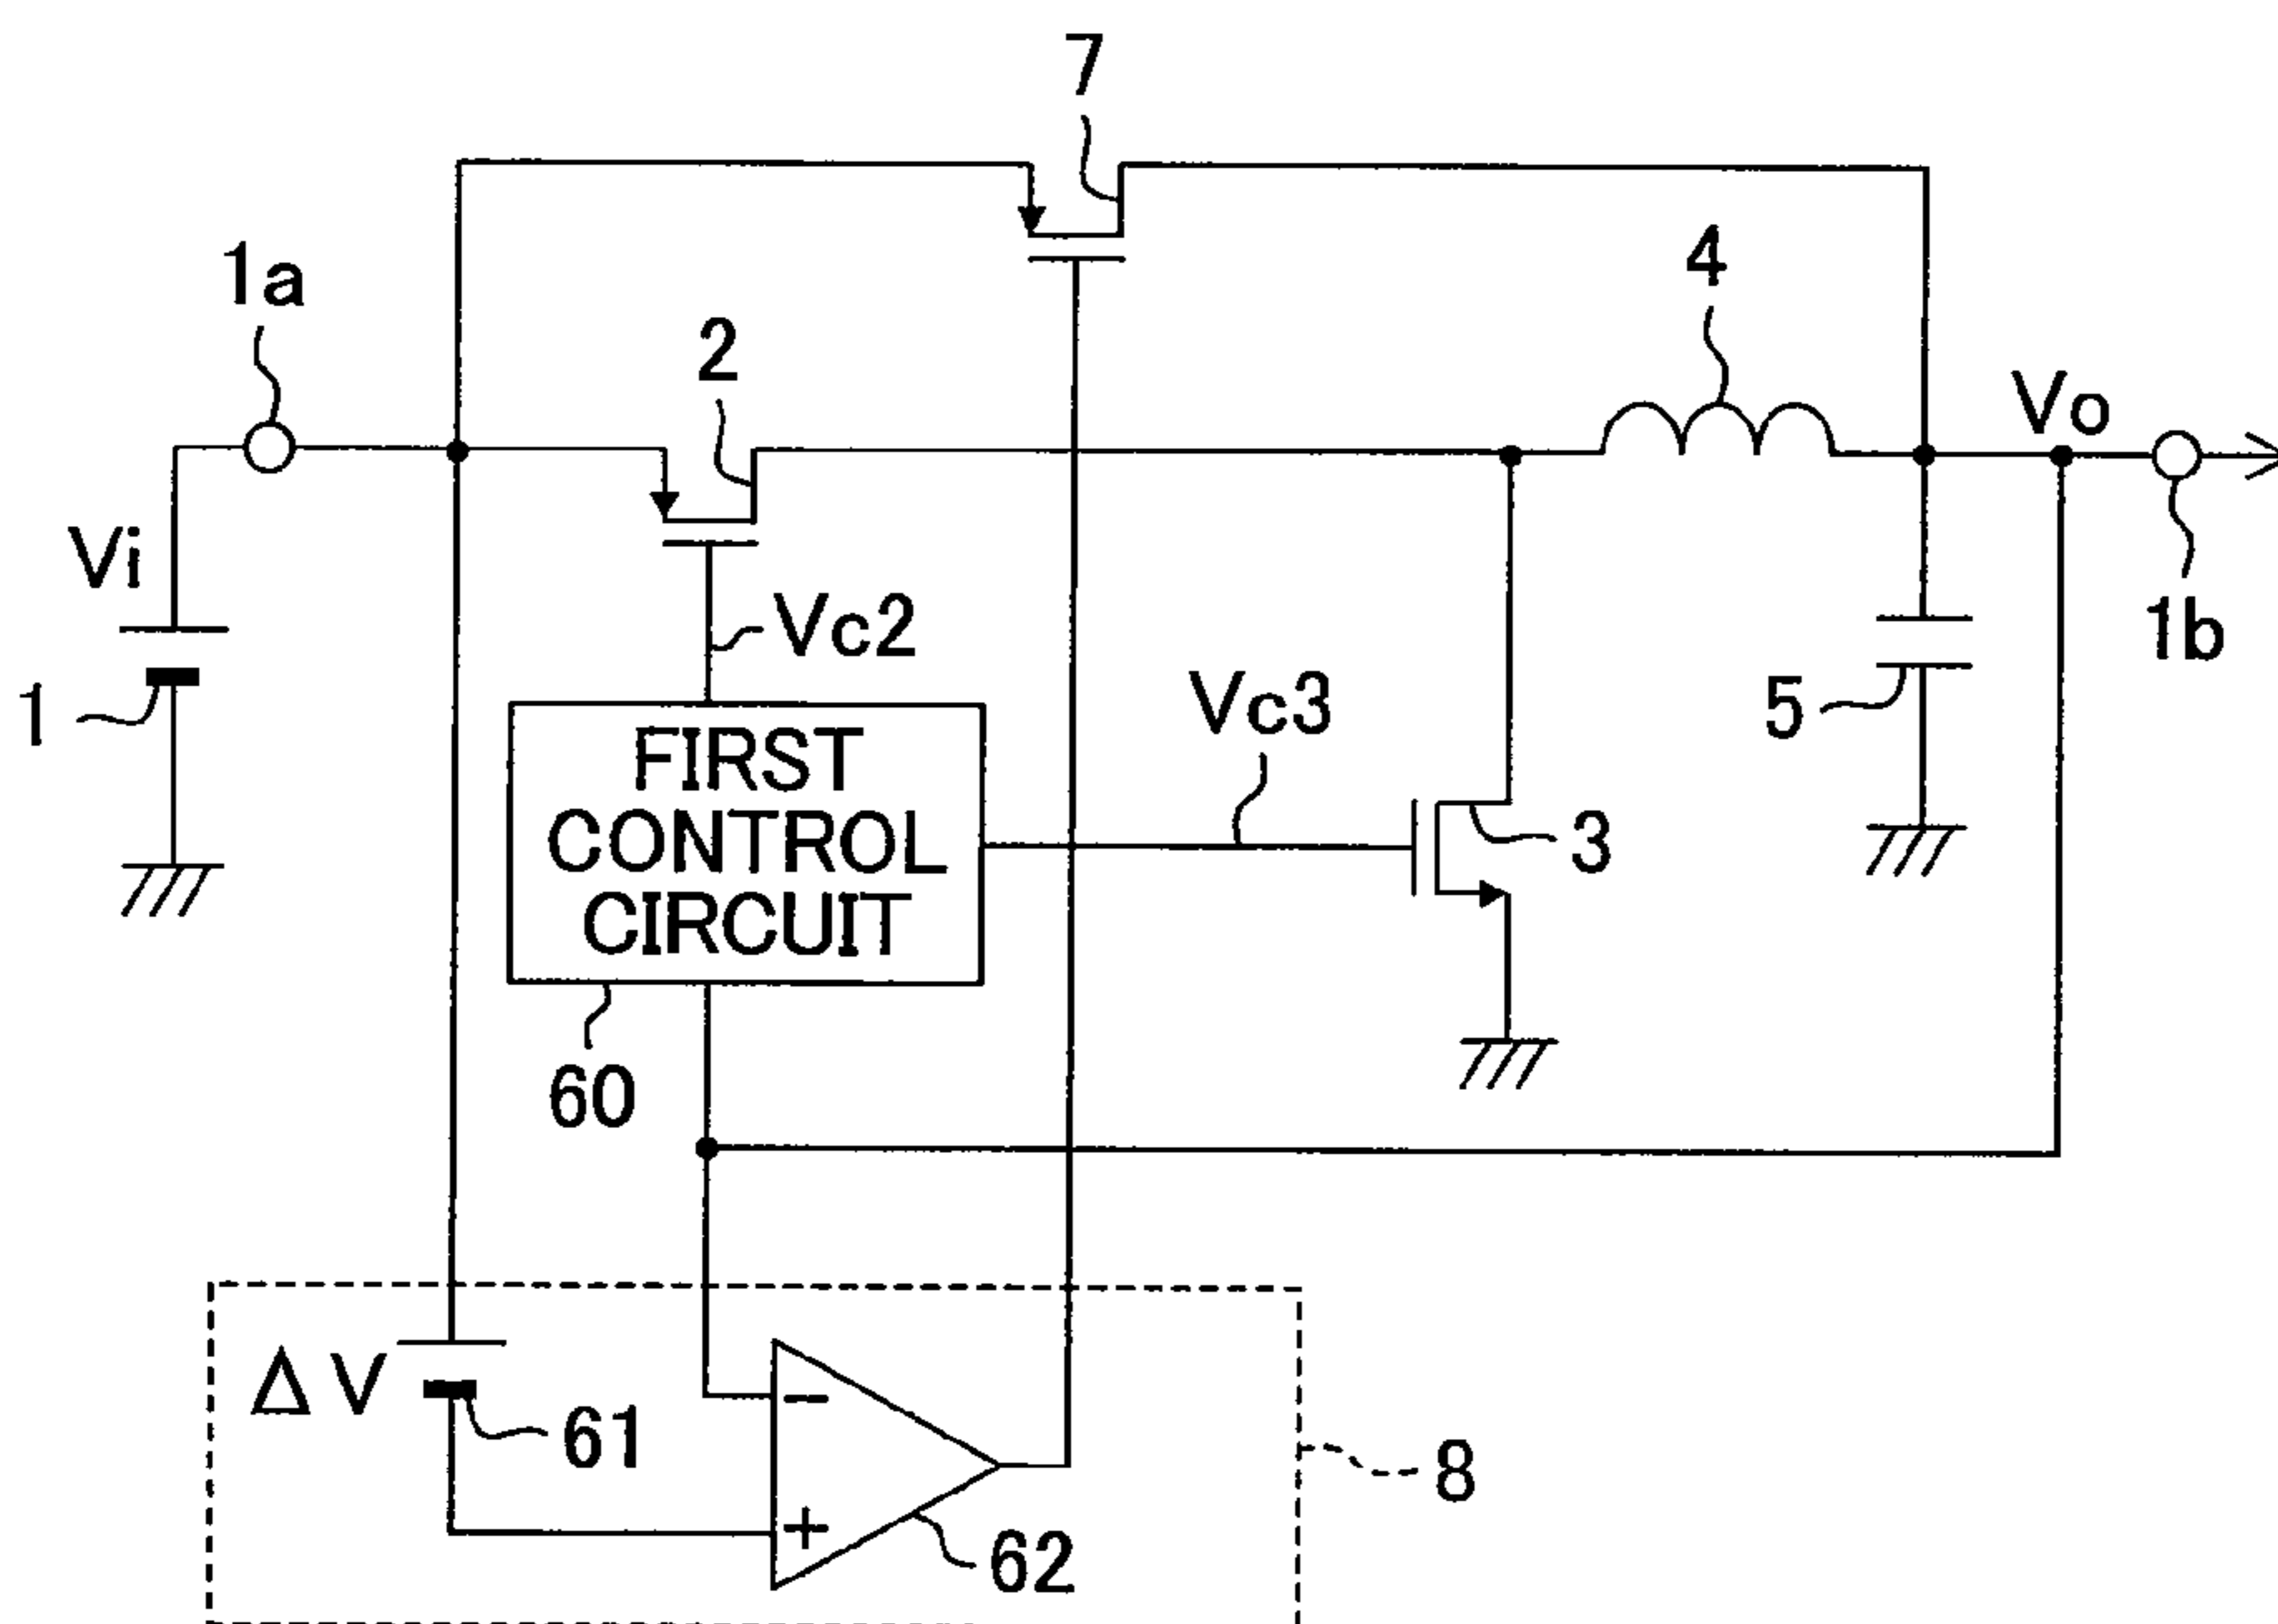 7
1a
2
4
Vo
Vi
Vc2
1b
1
Vc3
5
FIRST
CONTROL
CIRCUIT
3
60
ΔV
61
−
+
62
8